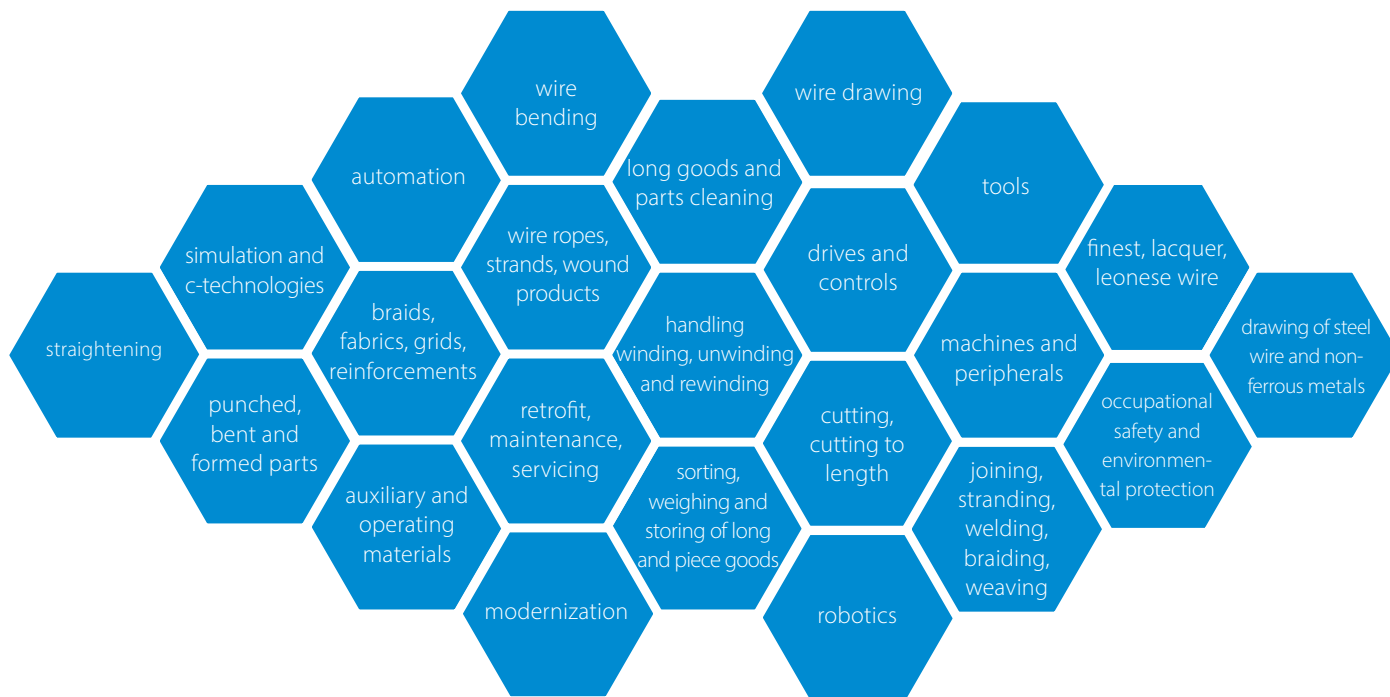 wire
bending
wire drawing
automation
long goods and
parts cleaning
tools
simulation and
c-technologies
wire ropes,
strands, wound
products
drives and
controls
finest, lacquer,
leonese wire
straightening
braids,
fabrics, grids,
reinforcements
handling
winding, unwinding
and rewinding
machines and
peripherals
drawing of steel
wire and non-
ferrous metals
punched,
bent and
formed parts
retrofit,
maintenance,
servicing
cutting,
cutting to
length
occupational
safety and
environmen-
tal protection
auxiliary and
operating
materials
sorting,
weighing and
storing of long
and piece goods
joining,
stranding,
welding,
braiding,
weaving
modernization
robotics